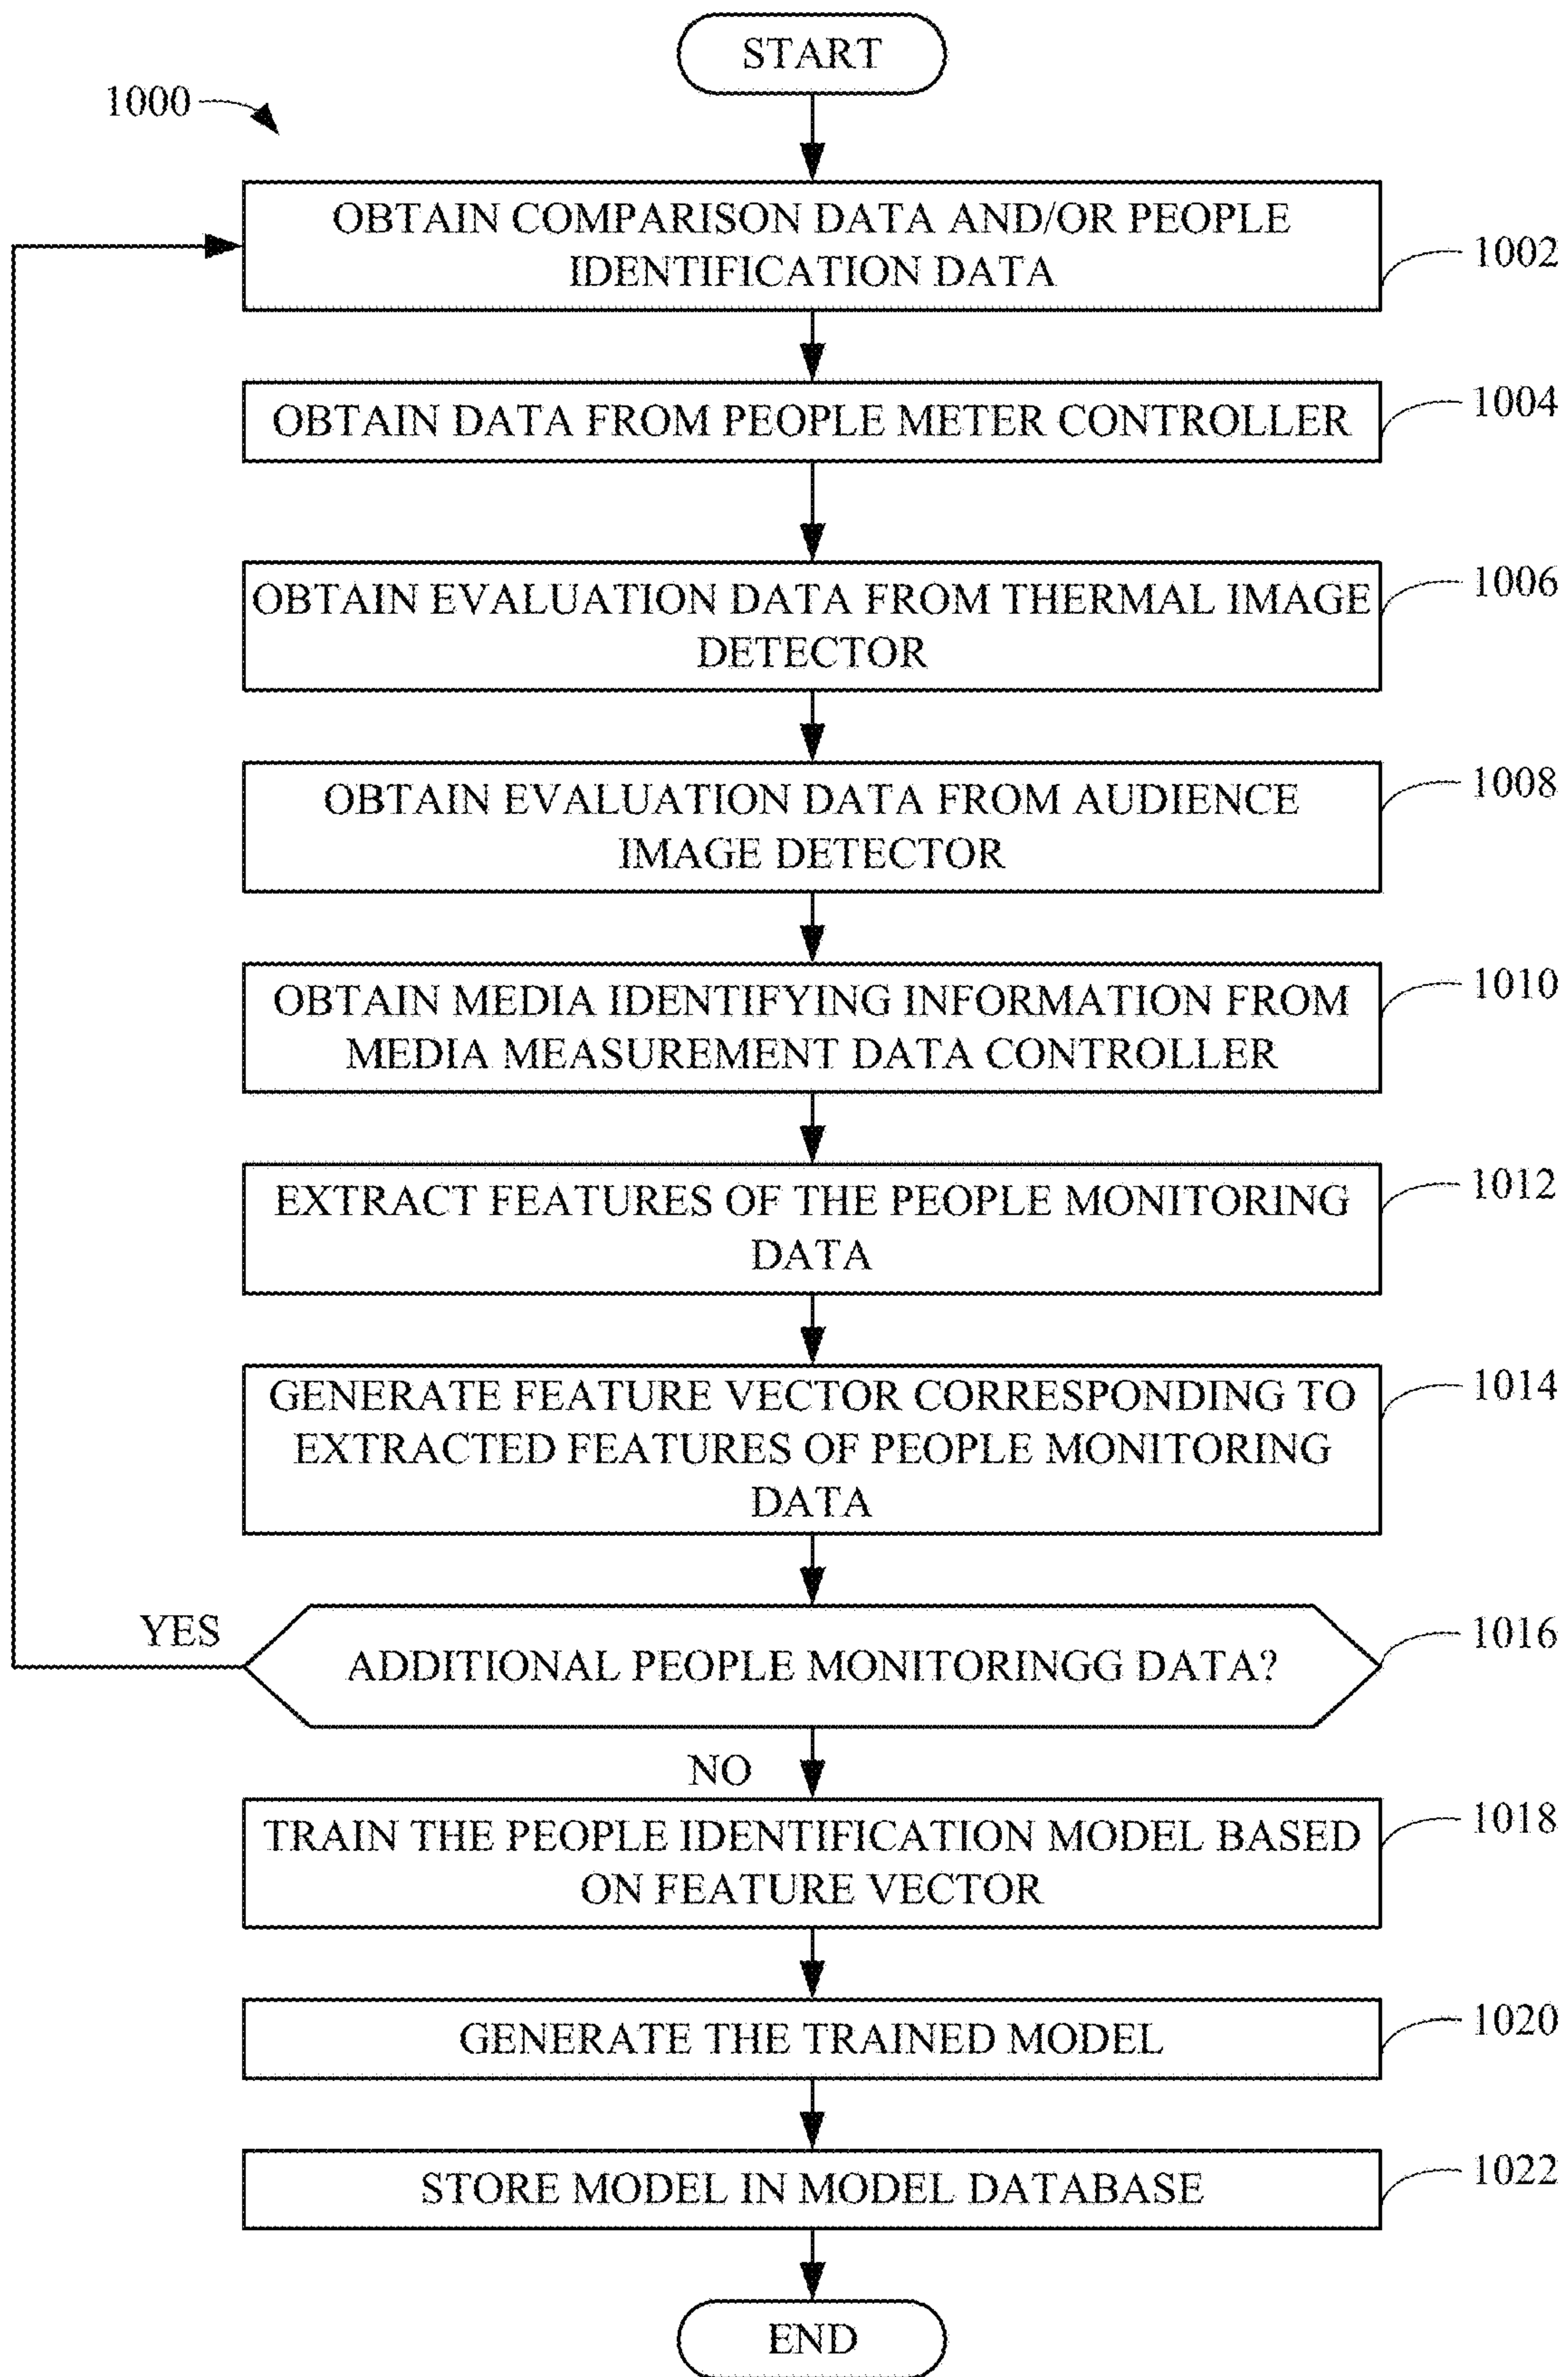 START
1000
OBTAIN COMPARISON DATA AND/OR PEOPLE
IDENTIFICATION DATA
1002
OBTAIN DATA FROM PEOPLE METER CONTROLLER
1004
OBTAIN EVALUATION DATA FROM THERMAL IMAGE
DETECTOR
1006
OBTAIN EVALUATION DATA FROM AUDIENCE
IMAGE DETECTOR
1008
OBTAIN MEDIA IDENTIFYING INFORMATION FROM
MEDIA MEASUREMENT DATA CONTROLLER
1010
EXTRACT FEATURES OF THE PEOPLE MONITORING
DATA
1012
GENERATE FEATURE VECTOR CORRESPONDING TO
EXTRACTED FEATURES OF PEOPLE MONITORING
DATA
1014
YES
ADDITIONAL PEOPLE MONITORINGG DATA?
1016
NO
TRAIN THE PEOPLE IDENTIFICATION MODEL BASED
ON FEATURE VECTOR
1018
GENERATE THE TRAINED MODEL
1020
STORE MODEL IN MODEL DATABASE
1022
END